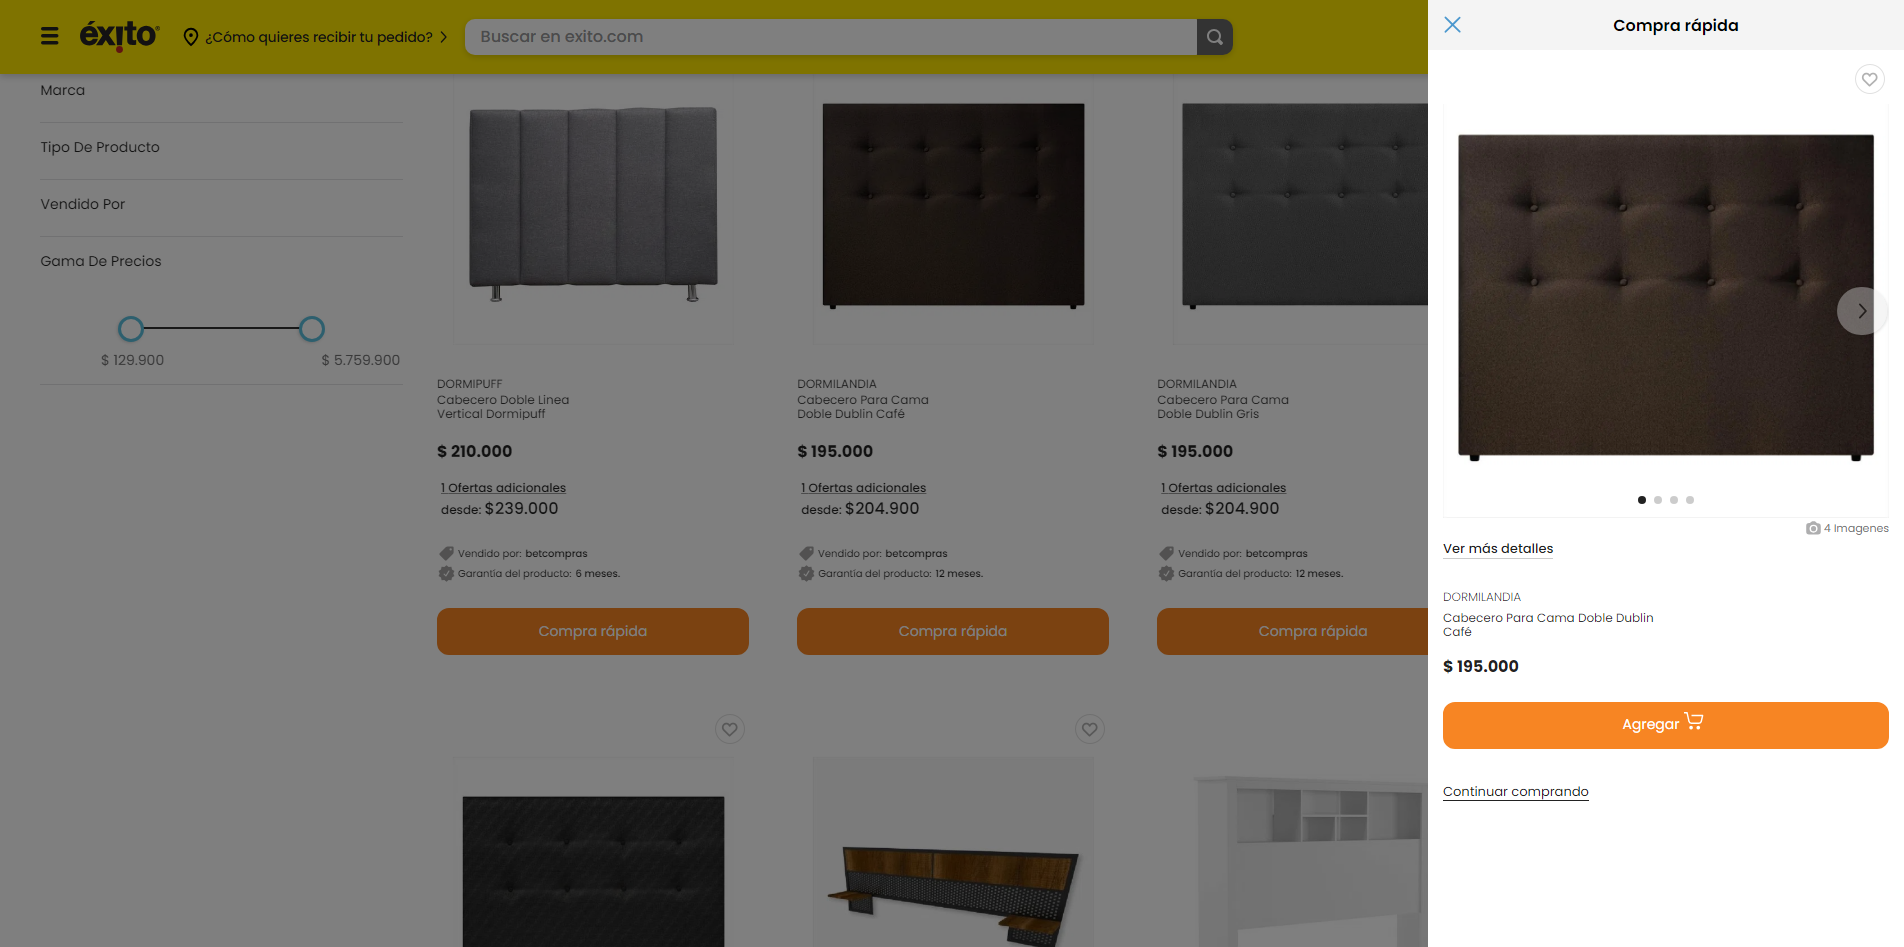 éxito
¿Cómo quieres recibir tu pedido?
Buscar en exito.com
Marca
Tipo De Producto
Vendido Por
Gama De Precios
$ 129.900
$ 5.759.900
DORMIPUFF
Cabecero Doble Linea
Vertical Dormipuff
$ 210.000
1 Ofertas adicionales
desde: $239.000
Vendido por: betcompras
Garantía del producto: 6 meses.
Compra rápida
DORMILANDIA
Cabecero Para Cama
Doble Dublin Café
$ 195.000
1 Ofertas adicionales
desde: $204.900
Vendido por: betcompras
Garantía del producto: 12 meses.
Compra rápida
DORMILANDIA
Cabecero Para Cama
Doble Dublin Gris
$ 195.000
1 Ofertas adicionales
desde: $204.900
Vendido por: betcompras
Garantía del producto: 12 meses.
Compra rápida
Compra rápida
4 Imagenes
Ver más detalles
DORMILANDIA
Cabecero Para Cama Doble Dublin
Café
$ 195.000
Agregar
Continuar comprando